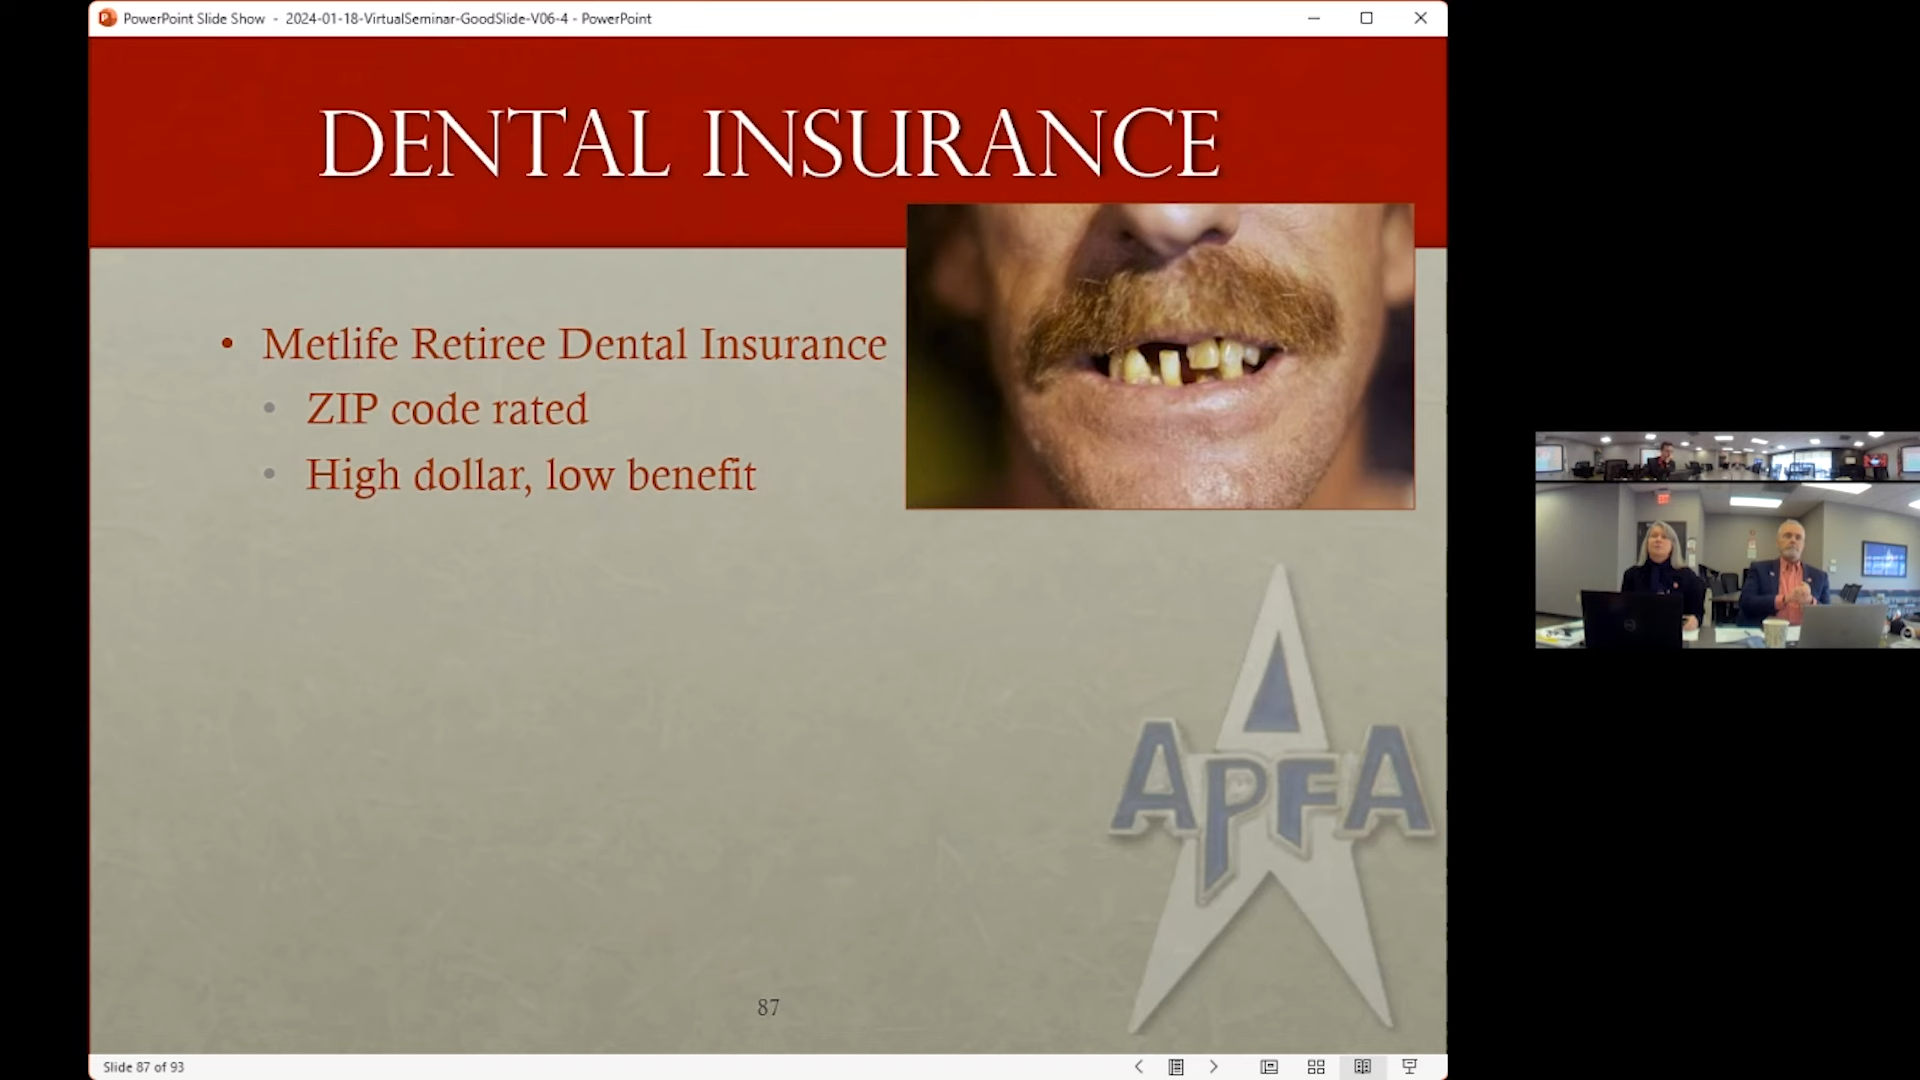 PowerPoint Slide Show - 2024-01-18-VirtualSeminar-GoodSlide-V06-4 - PowerPoint
DENTAL INSURANCE
• Metlife Retiree Dental Insurance
• ZIP code rated
• High dollar, low benefit
APFA
87
Slide 87 of 93